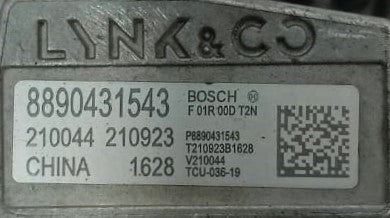 LYNK&CO
8890431543 BOSCH
F 01R 00D T2N
210044 210923 P8890431543
T210923B1628
CHINA 1628 V210044
TCU-036-19